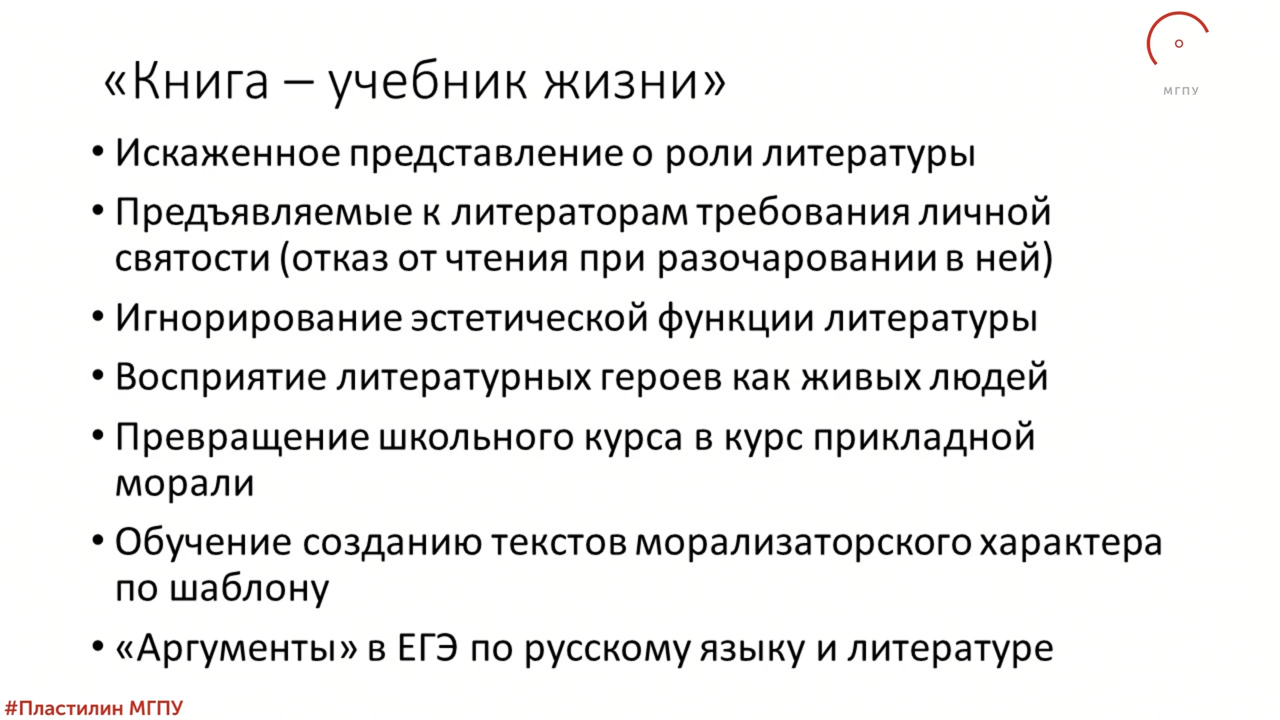 МГПУ
«Книга – учебник жизни»
• Искаженное представление о роли литературы
• Предъявляемые к литераторам требования личной
святости (отказ от чтения при разочаровании в ней)
• Игнорирование эстетической функции литературы
• Восприятие литературных героев как живых людей
• Превращение школьного курса в курс прикладной
морали
• Обучение созданию текстов морализаторского характера
по шаблону
• «Аргументы» в ЕГЭ по русскому языку и литературе
#Пластилин МГПУ